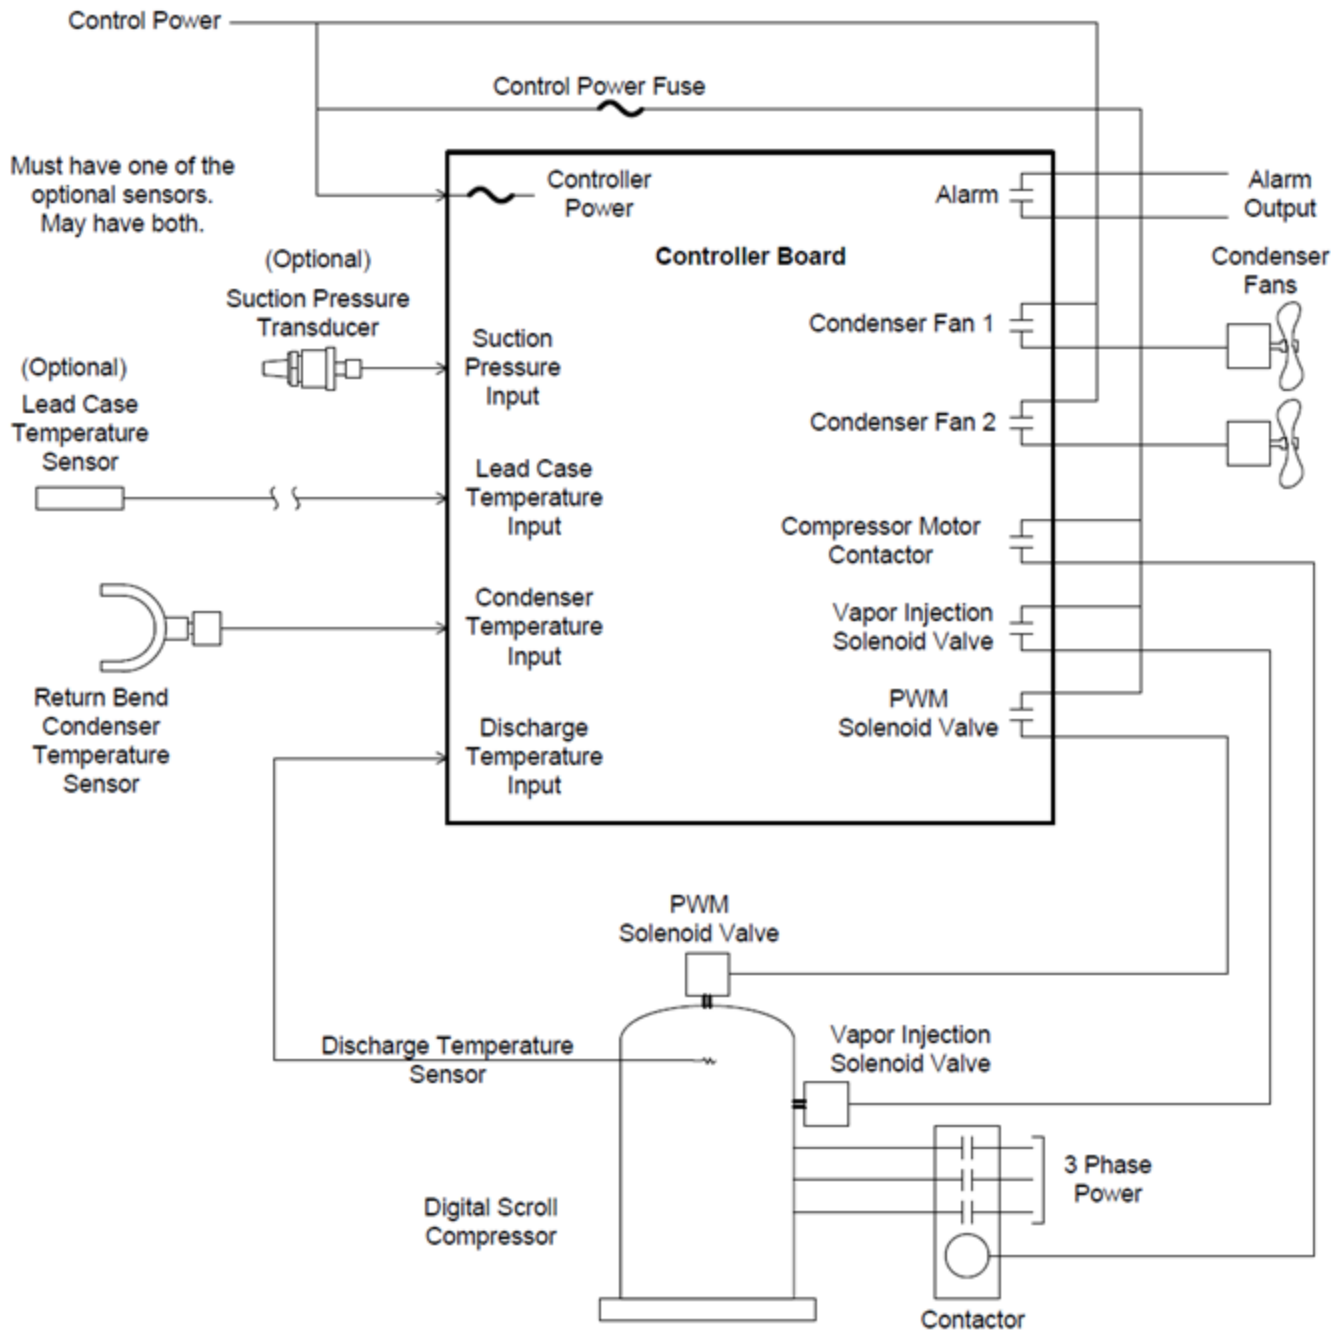 Control Power
Control Power Fuse
Must have one of the
optional sensors.
May have both.
Controller
Power
Alarm
Alarm
Output
Controller Board
(Optional)
Suction Pressure
Transducer
Condenser
Fans
Condenser Fan 1
Suction
Pressure
Input
(Optional)
Lead Case
Temperature
Sensor
Condenser Fan 2
Lead Case
Temperature
Input
Compressor Motor
Contactor
Condenser
Temperature
Input
Vapor Injection
Solenoid Valve
Return Bend
Condenser
Temperature
Sensor
PWM
Solenoid Valve
Discharge
Temperature
Input
PWM
Solenoid Valve
Discharge Temperature
Sensor
Vapor Injection
Solenoid Valve
3 Phase
Power
Digital Scroll
Compressor
Contactor